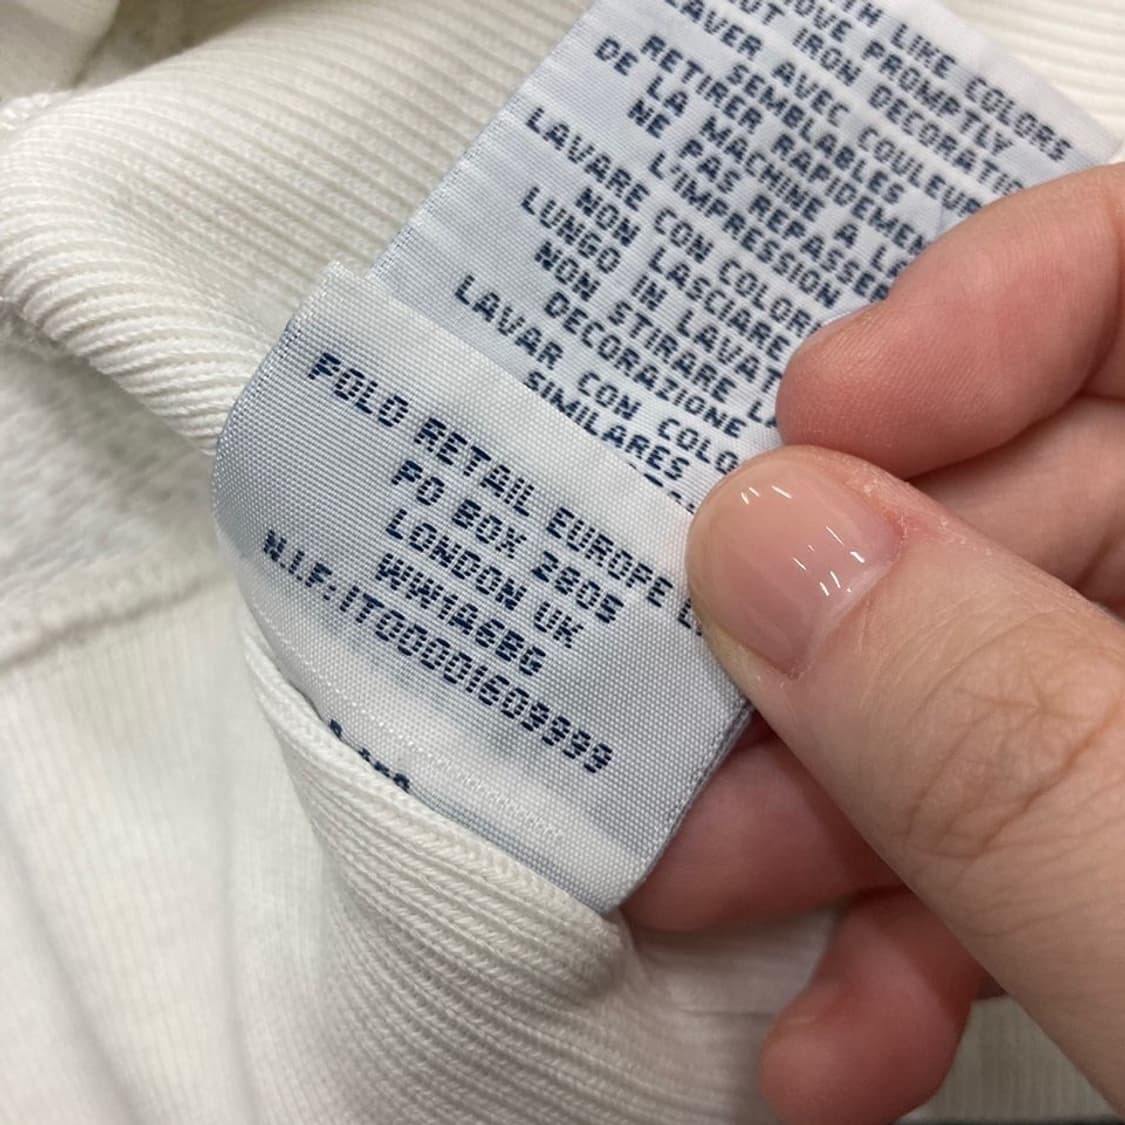 LIKE COLORS
PROMPTLY
IRON DECORATIO
LAVER AVEC COULEUR
SEMBLABLES
RETIRER RAPIDEMEN
DE LA MACHINE A LA
NE PAS REPASSER
L'IMPRESSION
LAVARE CON COLORI
NON LASCIARE
LUNGO IN LAVAT
NON STIRARE LA
DECORAZIONE
LAVAR CON COLO
SIMILARES
POLO RETAIL EUROPE
PO BOX 2805
LONDON UK
WW1A6BG
N.I.F.:IT00001609999